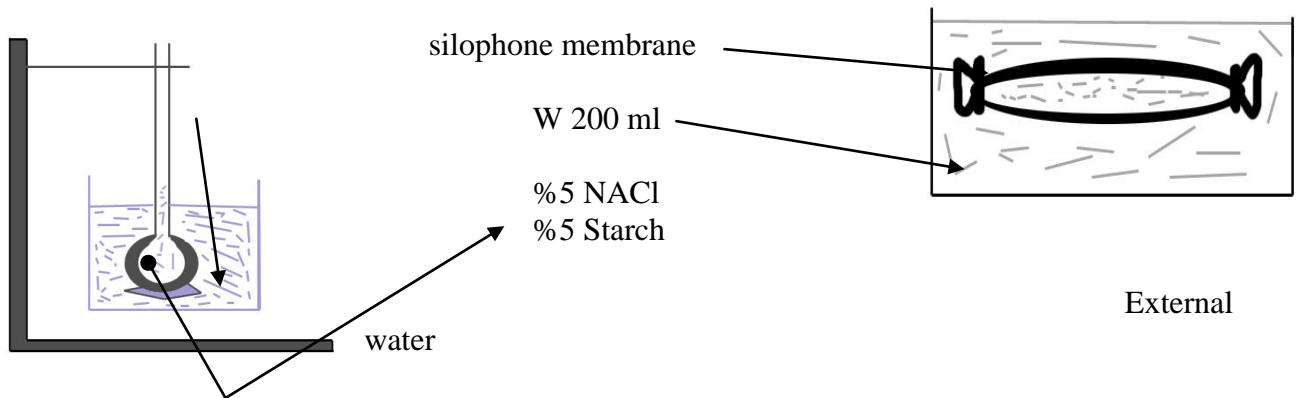 silophone membrane
W 200 ml
%5 NACl
%5 Starch
External
water